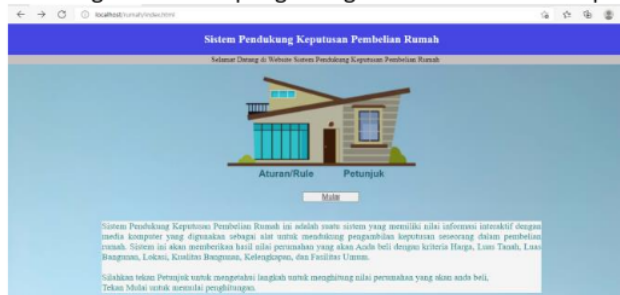 localhost/rumah/index.html
Sistem Pendukung Keputusan Pembelian Rumah
Selamat Datang di Website Sistem Pendukung Keputusan Pembelian Rumah
Aturan/Rule Petunjuk
Mulai
Sistem Pendukung Keputusan Pembelian Rumah ini adalah suatu sistem yang memiliki nilai informasi interaktif dengan
media komputer yang digunakan sebagai alat untuk mendukung pengambilan keputusan seseorang dalam pembelian
rumah. Sistem ini akan memberikan hasil nilai perumahan yang akan Anda beli dengan kriteria Harga, Luas Tanah, Luas
Bangunan, Lokasi, Kualitas Bangunan, Kelengkapan, dan Fasilitas Umum.
Silahkan tekan Petunjuk untuk mengetahui langkah untuk menghitung nilai perumahan yang akan anda beli,
Tekan Mulai untuk memulai penghitungan.